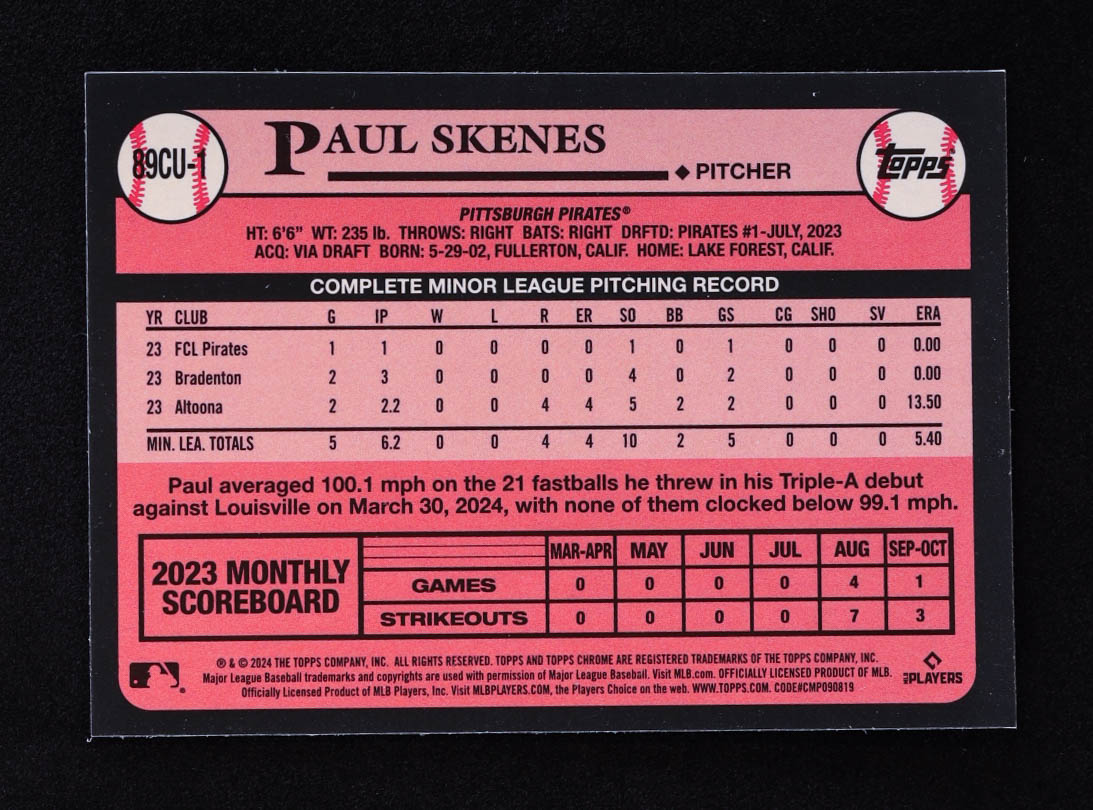 89CU-1
PAUL SKENES
◆ PITCHER
Topps®
PITTSBURGH PIRATES®
HT: 6'6" WT: 235 lb. THROWS: RIGHT BATS: RIGHT DRFTD: PIRATES #1-JULY, 2023
ACQ: VIA DRAFT BORN: 5-29-02, FULLERTON, CALIF. HOME: LAKE FOREST, CALIF.
COMPLETE MINOR LEAGUE PITCHING RECORD
YR CLUB G IP W L R ER SO BB GS CG SHO SV ERA
23 FCL Pirates 1 1 0 0 0 0 1 0 1 0 0 0 0.00
23 Bradenton 2 3 0 0 0 0 4 0 2 0 0 0 0.00
23 Altoona 2 2.2 0 0 4 4 5 2 2 0 0 0 13.50
MIN. LEA. TOTALS 5 6.2 0 0 4 4 10 2 5 0 0 0 5.40
Paul averaged 100.1 mph on the 21 fastballs he threw in his Triple-A debut
against Louisville on March 30, 2024, with none of them clocked below 99.1 mph.
2023 MONTHLY
SCOREBOARD
MAR-APR MAY JUN JUL AUG SEP-OCT
GAMES 0 0 0 0 4 1
STRIKEOUTS 0 0 0 0 7 3
® & © 2024 THE TOPPS COMPANY, INC. ALL RIGHTS RESERVED. TOPPS AND TOPPS CHROME ARE REGISTERED TRADEMARKS OF THE TOPPS COMPANY, INC.
Major League Baseball trademarks and copyrights are used with permission of Major League Baseball. Visit MLB.com. OFFICIALLY LICENSED PRODUCT OF MLB.
Officially Licensed Product of MLB Players, Inc. Visit MLBPLAYERS.COM, the Players Choice on the web. WWW.TOPPS.COM. CODE#CMP090819
MLB PLAYERS